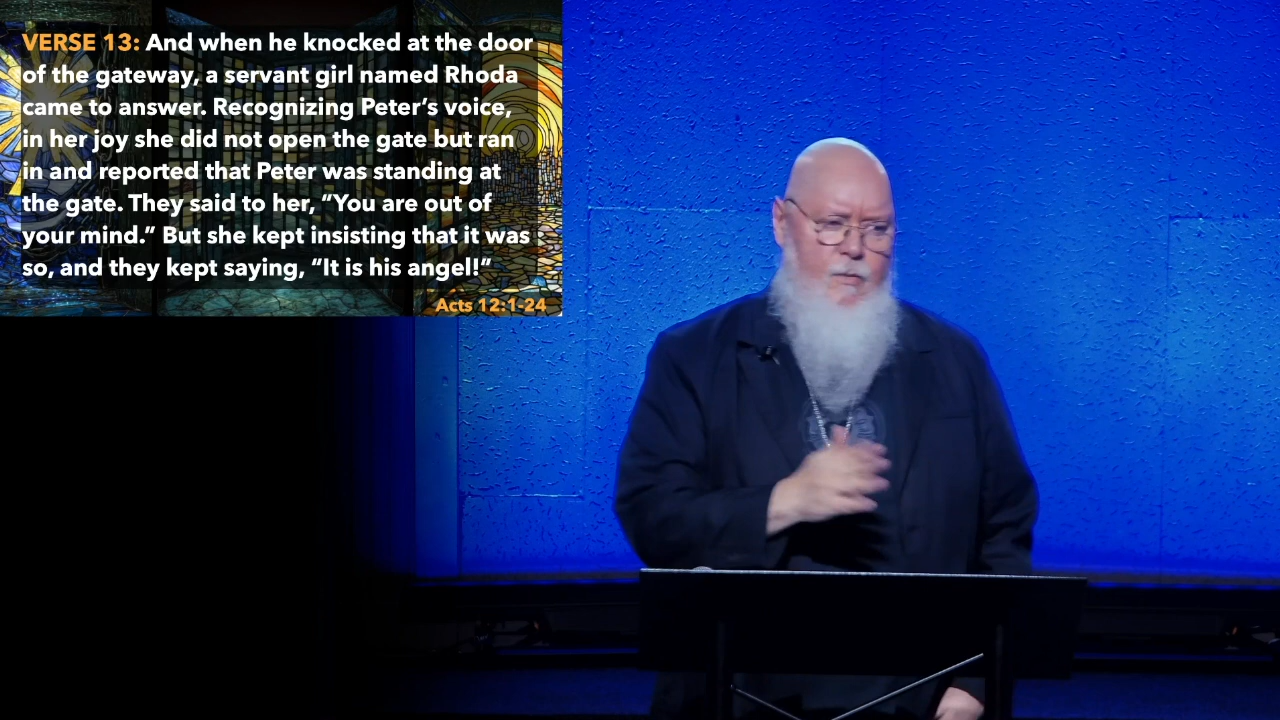 VERSE 13: And when he knocked at the door
of the gateway, a servant girl named Rhoda
came to answer. Recognizing Peter’s voice,
in her joy she did not open the gate but ran
in and reported that Peter was standing at
the gate. They said to her, “You are out of
your mind.” But she kept insisting that it was
so, and they kept saying, “It is his angel!”
Acts 12:1-24